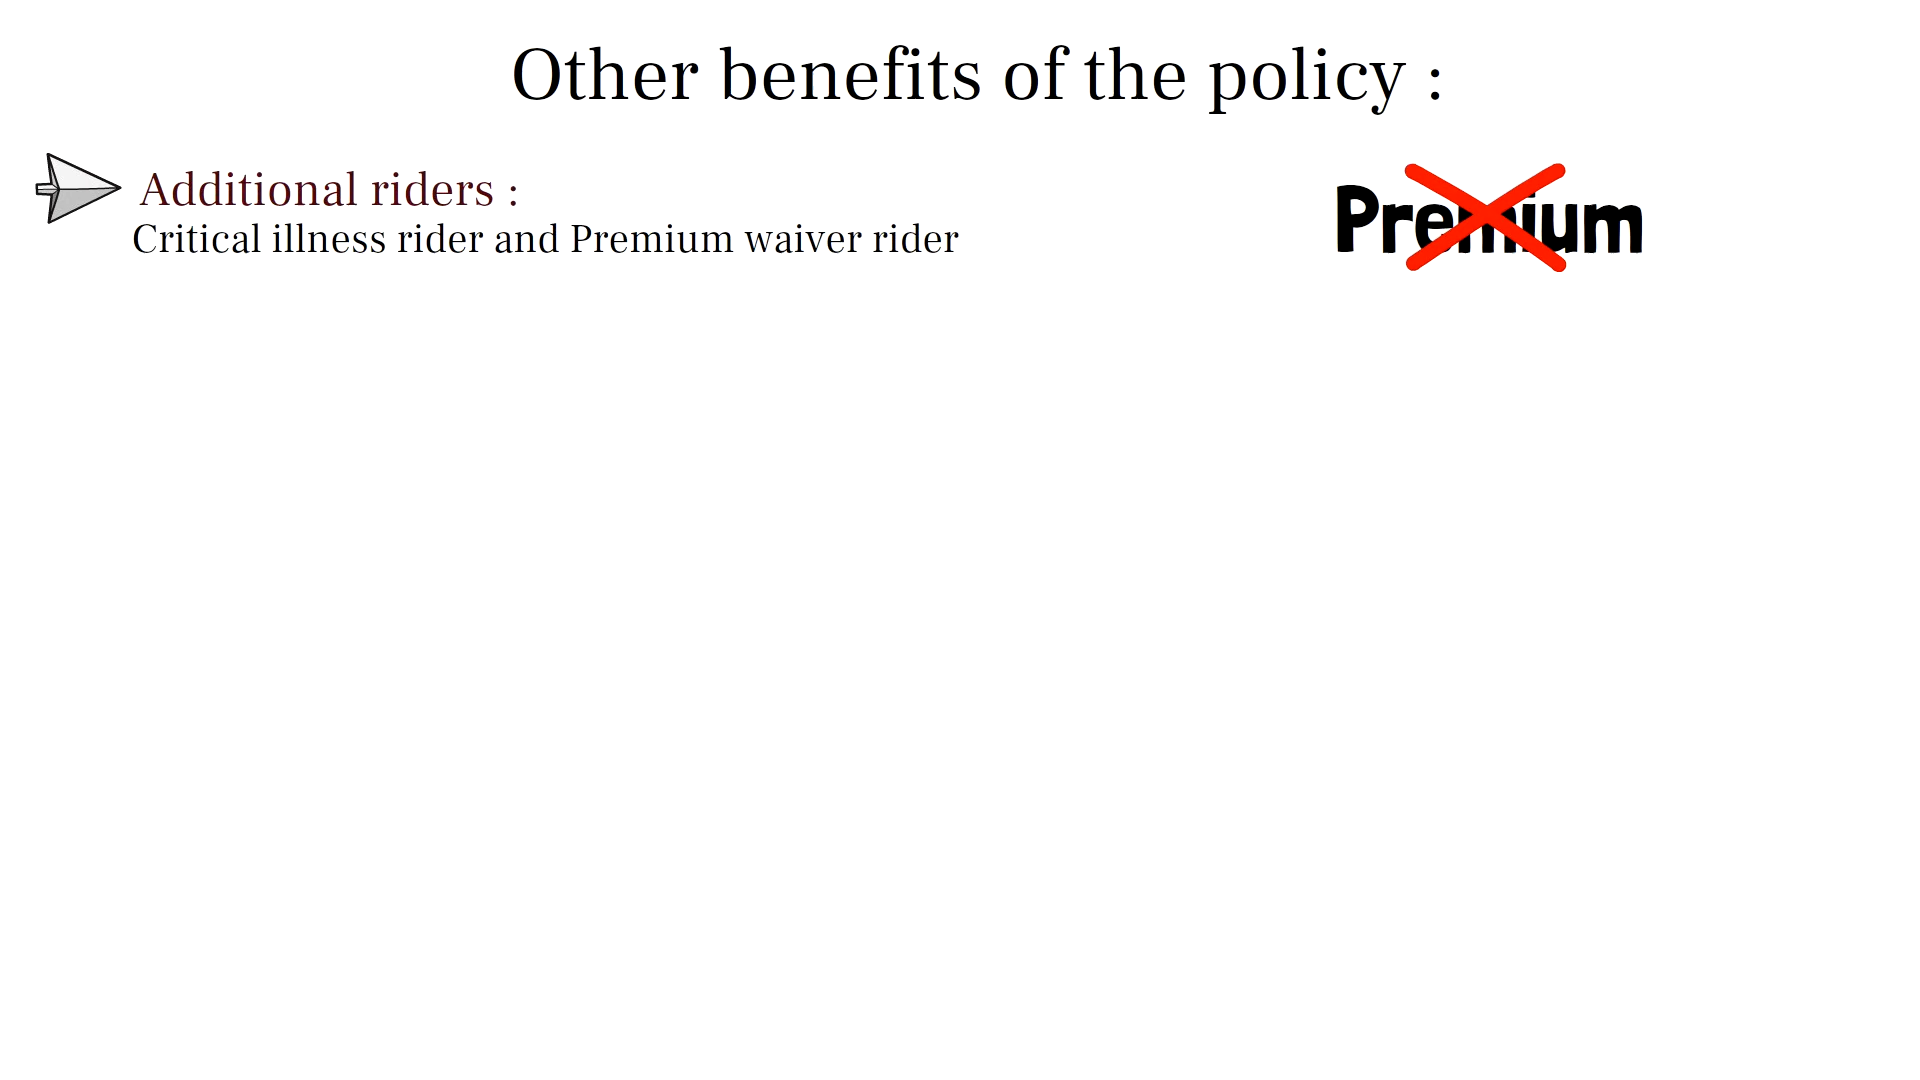 Other benefits of the policy :
Additional riders :
Critical illness rider and Premium waiver rider
Premium